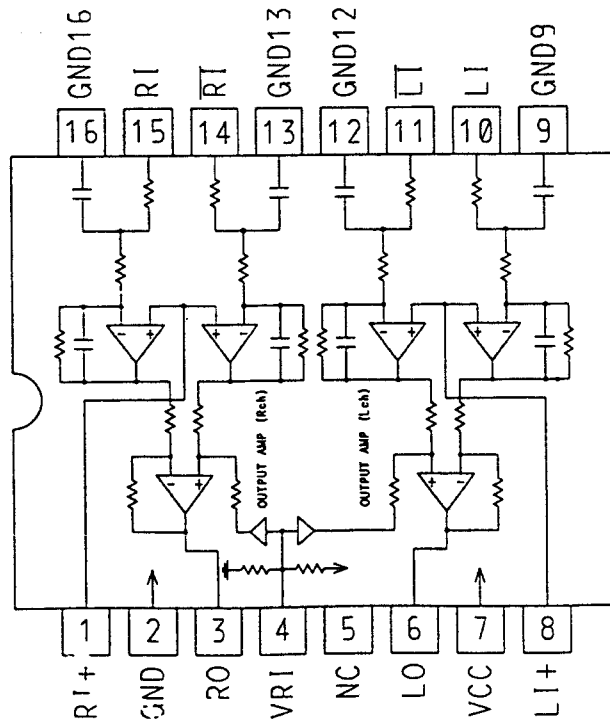 GND16
RI
RI
GND13
GND12
LI
LI
GND9
16
15
14
13
12
11
10
9
- +
+ -
- +
+ -
OUTPUT AMP (Rch)
OUTPUT AMP (Lch)
- +
+ -
1
2
3
4
5
6
7
8
RI+
GND
RO
VRI
NC
LO
VCC
LI+